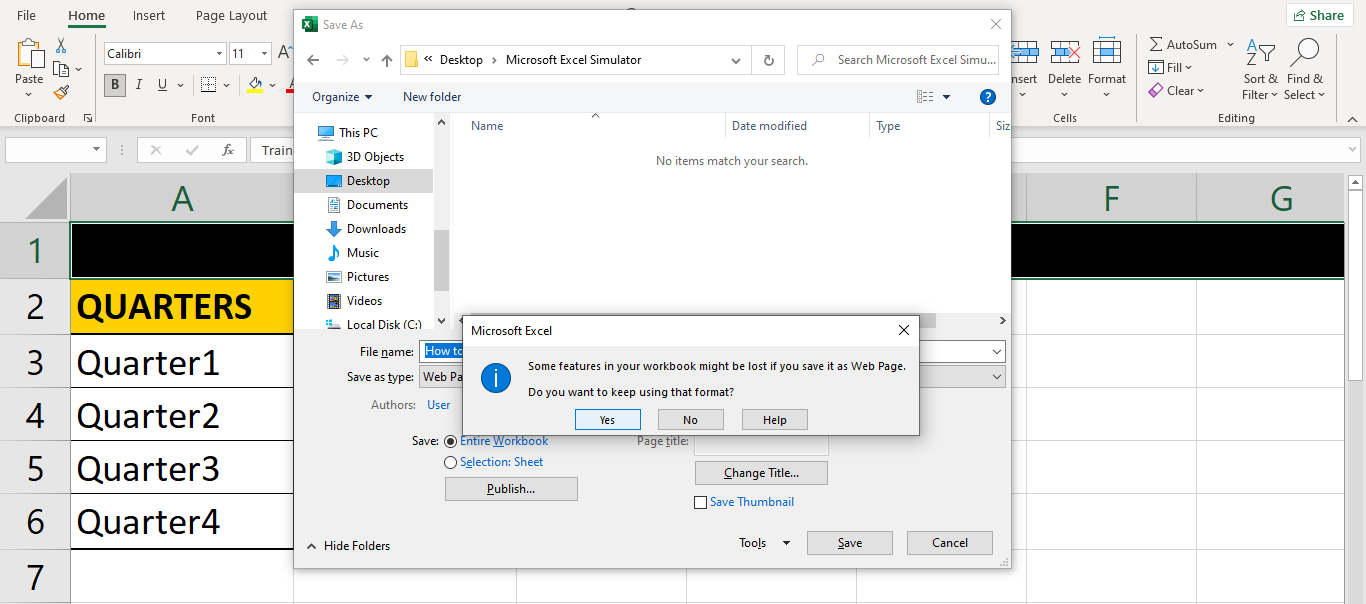 File Home Insert Page Layout
Save As
Share
Calibri 11 A
Paste
B I U
Clipboard Font
Desktop Microsoft Excel Simulator
Search Microsoft Excel Simu...
Organize New folder
?
AutoSum
Fill
Clear
Delete Format
Sort & Filter
Find & Select
Cells Editing
fx Train
Name Date modified Type Siz
No items match your search.
This PC
3D Objects
Desktop
Documents
Downloads
Music
Pictures
Videos
Local Disk (C:)
A F G
1
2 QUARTERS
3 Quarter1
4 Quarter2
5 Quarter3
6 Quarter4
7
File name: How to
Save as type: Web Pa
Authors: User
Microsoft Excel
Some features in your workbook might be lost if you save it as Web Page.
Do you want to keep using that format?
Yes No Help
Save: Entire Workbook
Selection: Sheet
Publish...
Page title:
Change Title...
Save Thumbnail
Hide Folders
Tools Save Cancel